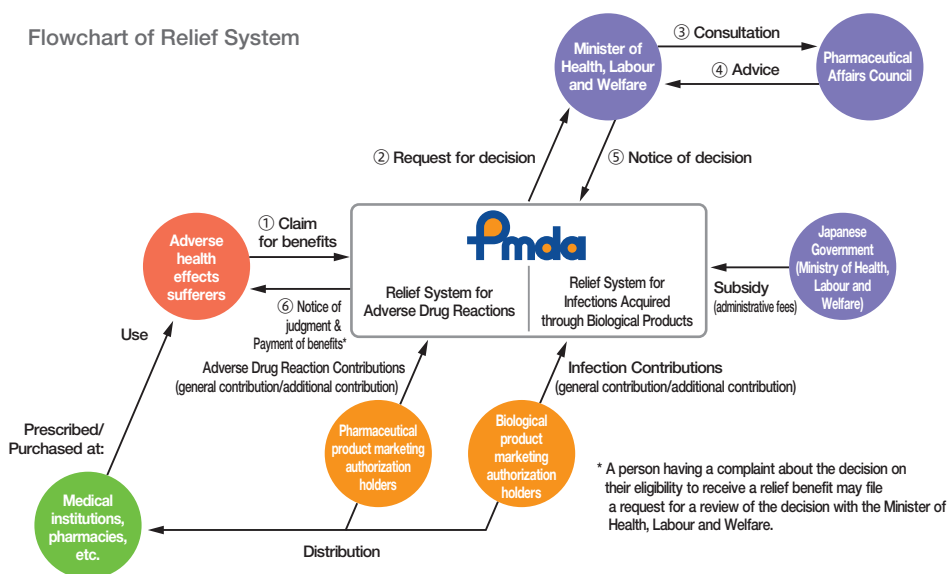 Flowchart of Relief System
Minister of
Health, Labour
and Welfare
③ Consultation
④ Advice
Pharmaceutical
Affairs Council
② Request for decision
⑤ Notice of decision
① Claim
for benefits
Adverse
health
effects
sufferers
pmda
Relief System for
Adverse Drug Reactions
Relief System for
Infections Acquired
through Biological Products
Japanese
Government
(Ministry of Health,
Labour and
Welfare)
Subsidy
(administrative fees)
⑥ Notice of
judgment &
Payment of benefits*
Use
Adverse Drug Reaction Contributions
(general contribution/additional contribution)
Infection Contributions
(general contribution/additional contribution)
Prescribed/
Purchased at:
Pharmaceutical
product marketing
authorization
holders
Biological
product
marketing
authorization
holders
* A person having a complaint about the decision on
their eligibility to receive a relief benefit may file
a request for a review of the decision with the Minister of
Health, Labour and Welfare.
Medical
institutions,
pharmacies,
etc.
Distribution